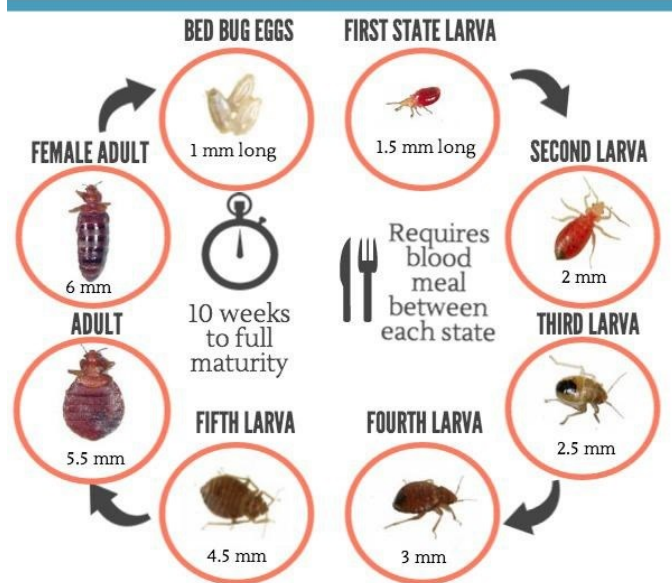 BED BUG EGGS
1 mm long
FIRST STATE LARVA
1.5 mm long
SECOND LARVA
2 mm
THIRD LARVA
2.5 mm
FOURTH LARVA
3 mm
FIFTH LARVA
4.5 mm
ADULT
5.5 mm
FEMALE ADULT
6 mm
10 weeks
to full
maturity
Requires
blood
meal
between
each state